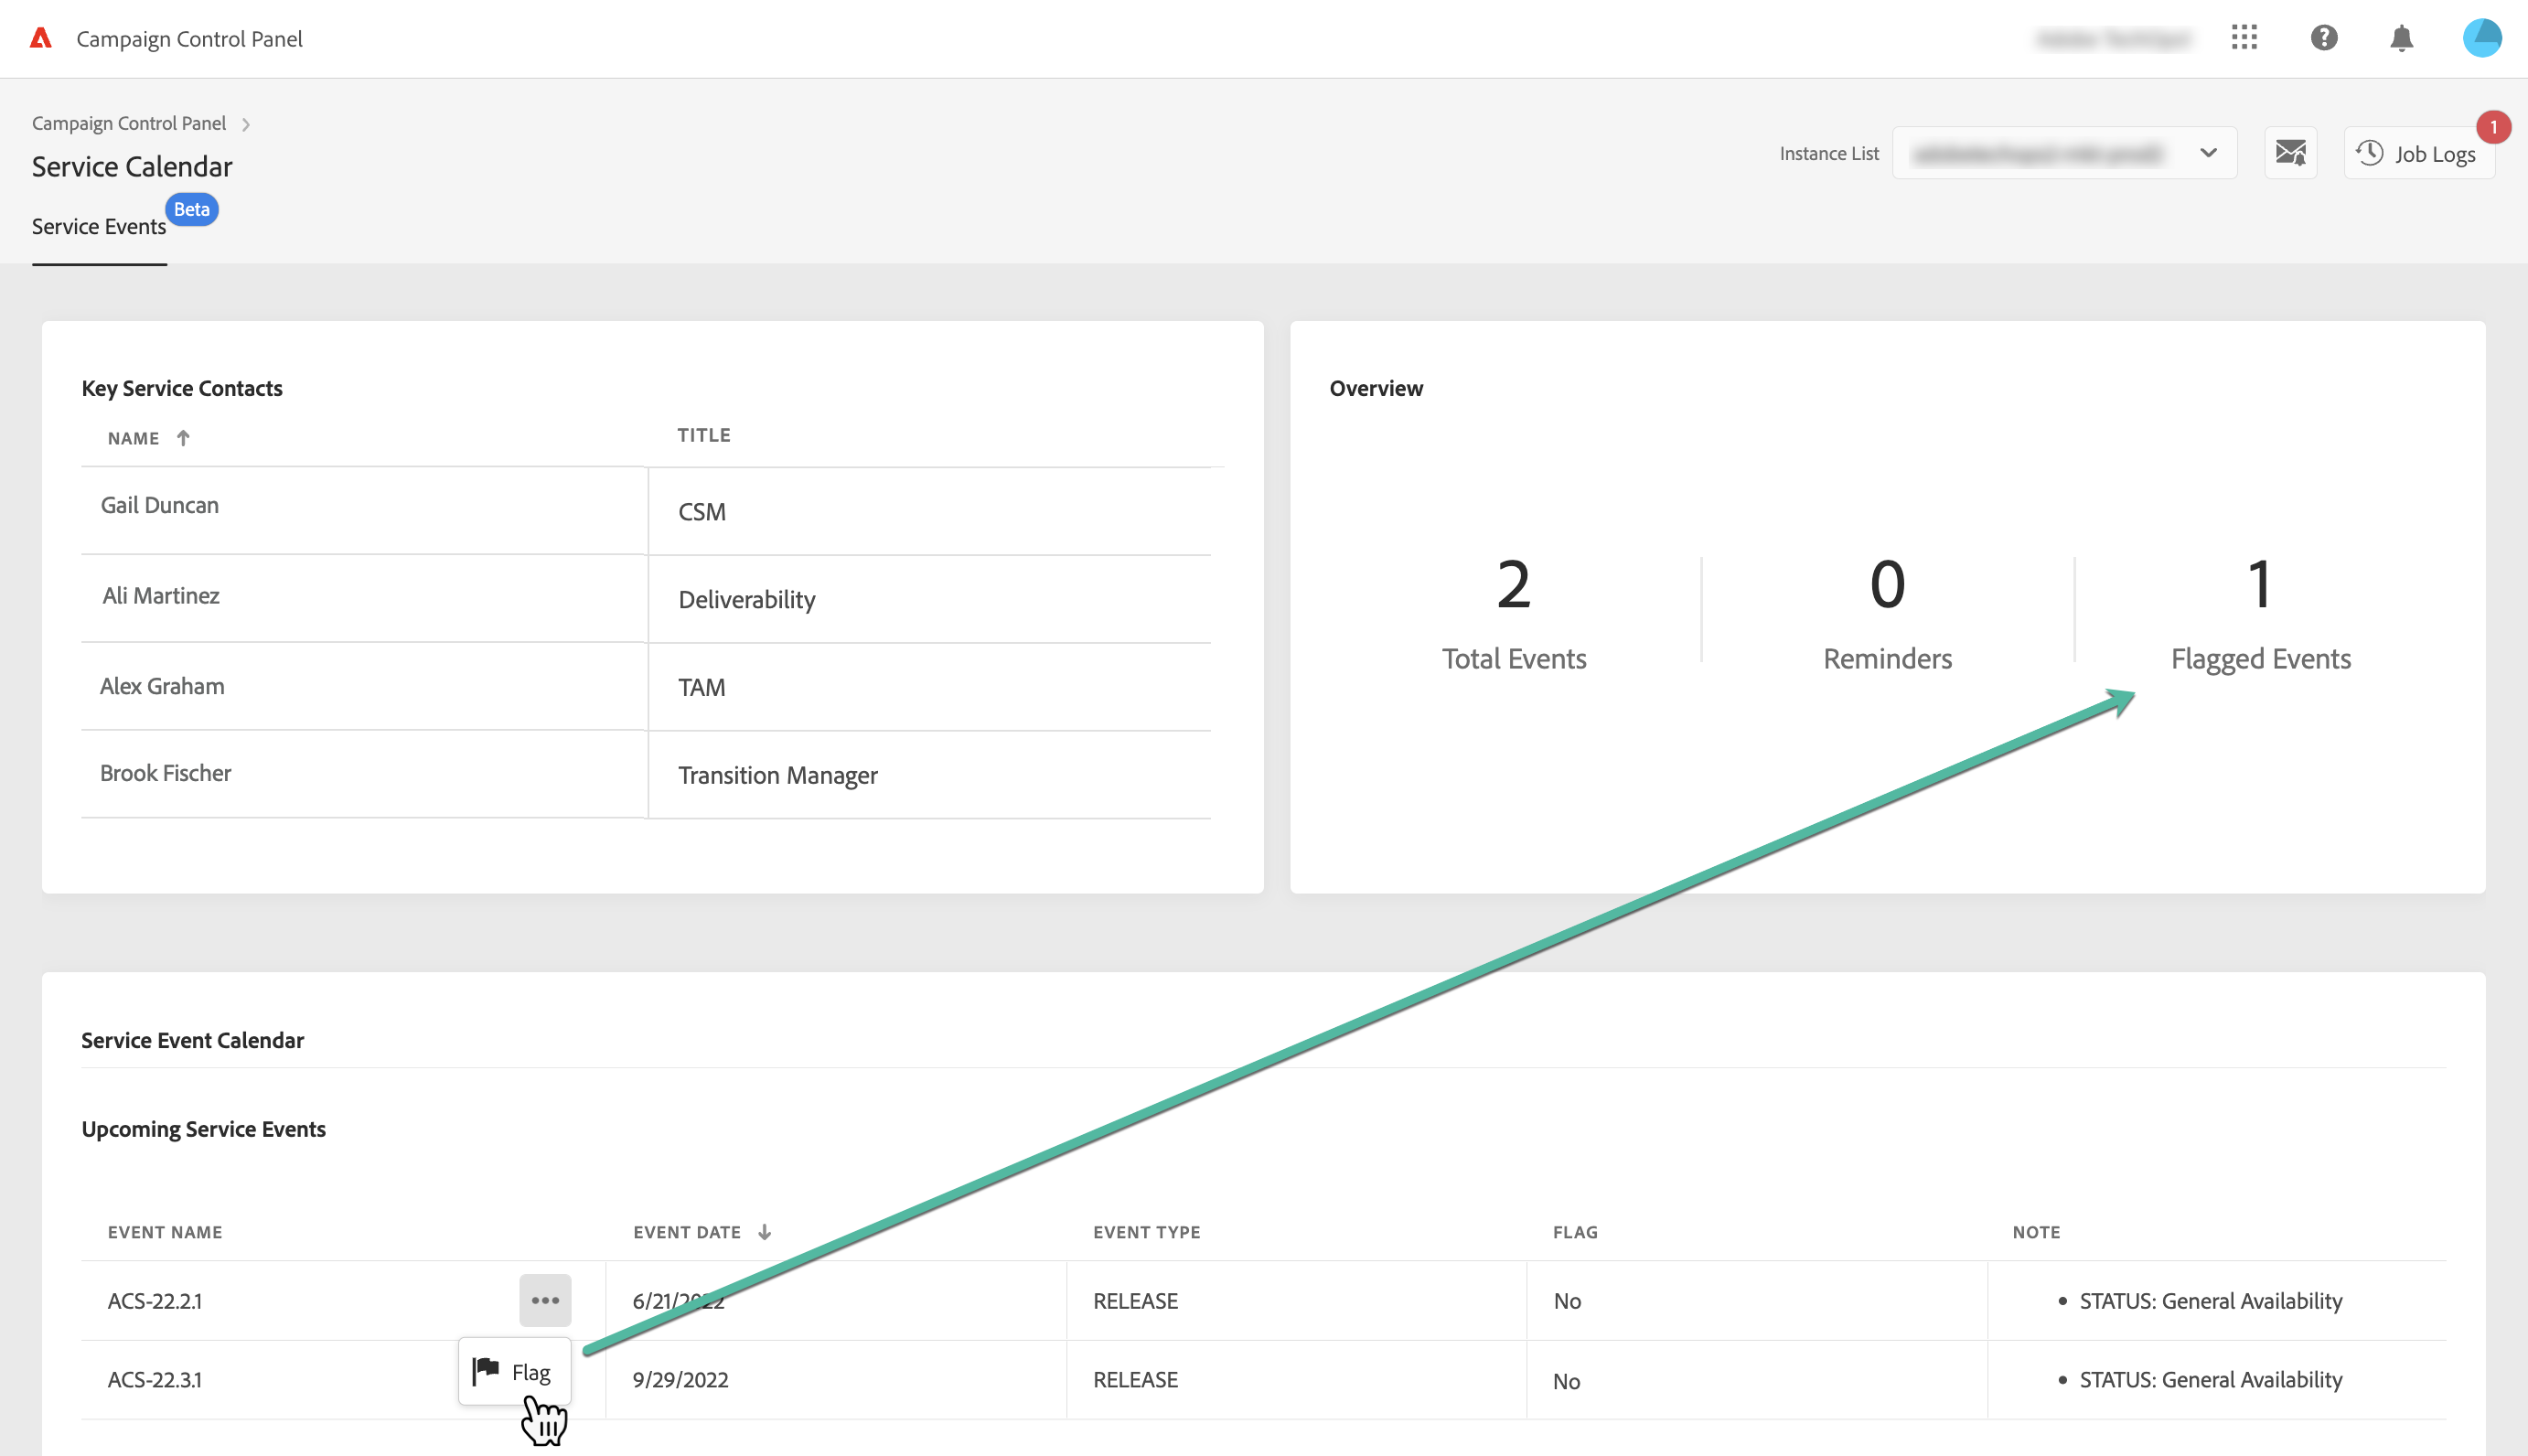 Campaign Control Panel
Campaign Control Panel
Service Calendar
Service Events Beta
Instance List
Job Logs 1
Key Service Contacts
NAME TITLE
Gail Duncan CSM
Ali Martinez Deliverability
Alex Graham TAM
Brook Fischer Transition Manager
Overview
2 0 1
Total Events Reminders Flagged Events
Service Event Calendar
Upcoming Service Events
EVENT NAME EVENT DATE EVENT TYPE FLAG NOTE
ACS-22.2.1 6/21/2022 RELEASE No • STATUS: General Availability
Flag
ACS-22.3.1 9/29/2022 RELEASE No • STATUS: General Availability